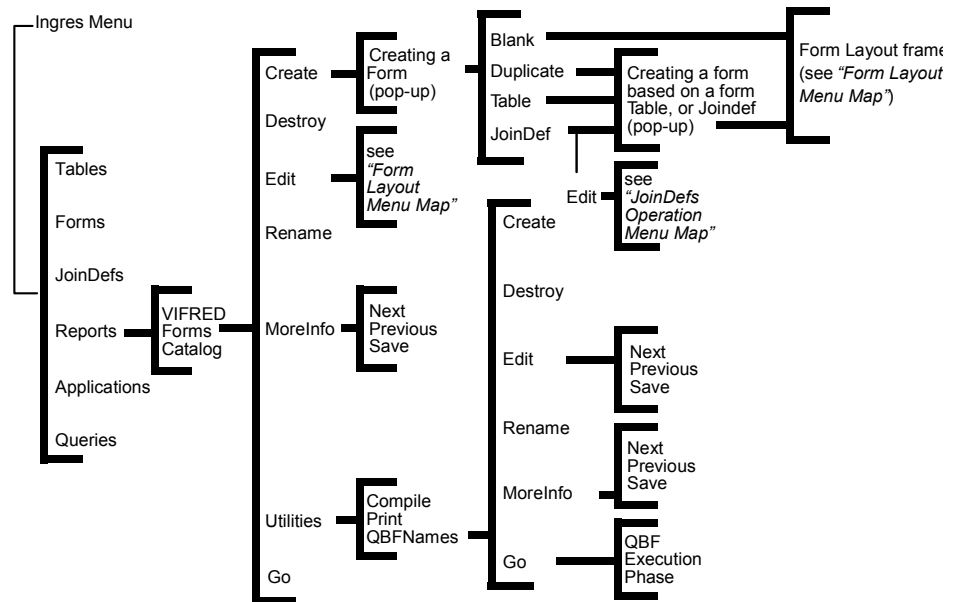 Ingres Menu
Tables
Forms
JoinDefs
Reports
Applications
Queries
VIFRED
Forms
Catalog
Create
Destroy
Edit
Rename
MoreInfo
Utilities
Go
Creating a
Form
(pop-up)
see
“Form
Layout
Menu Map”
Next
Previous
Save
Compile
Print
QBFNames
Blank
Duplicate
Table
JoinDef
Edit
Creating a form
based on a form
Table, or Joindef
(pop-up)
see
“JoinDefs
Operation
Menu Map”
Form Layout frame
(see “Form Layout
Menu Map”)
Create
Destroy
Edit
Rename
MoreInfo
Go
Next
Previous
Save
Next
Previous
Save
QBF
Execution
Phase